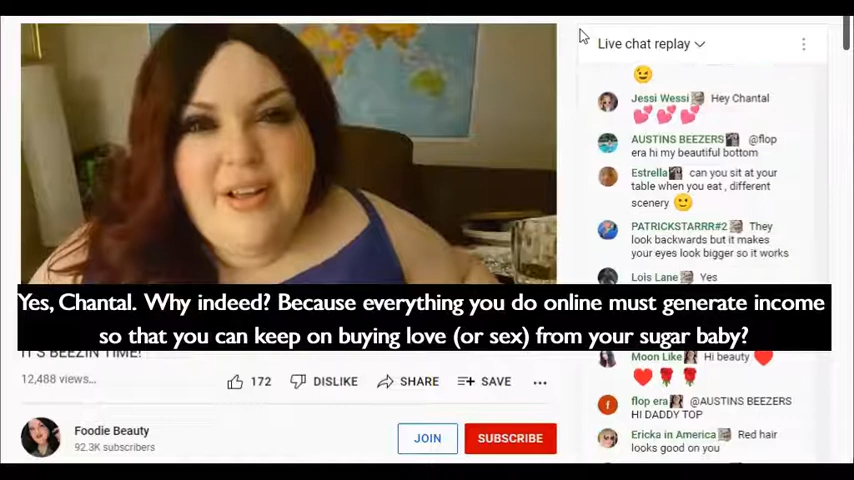 Live chat replay
Jessi Wessi Hey Chantal
AUSTINS BEEZERS @flop
era hi my beautiful bottom
Estrella can you sit at your
table when you eat , different
scenery
PATRICKSTARRR#2 They
look backwards but it makes
your eyes look bigger so it works
Lois Lane Yes
Yes, Chantal. Why indeed? Because everything you do online must generate income
so that you can keep on buying love (or sex) from your sugar baby?
IT'S BEEZIN TIME!
12,488 views...
172 DISLIKE SHARE SAVE ...
Foodie Beauty
92.3K subscribers
JOIN SUBSCRIBE
Moon Like Hi beauty
f
flop era @AUSTINS BEEZERS
HI DADDY TOP
Ericka in America Red hair
looks good on you